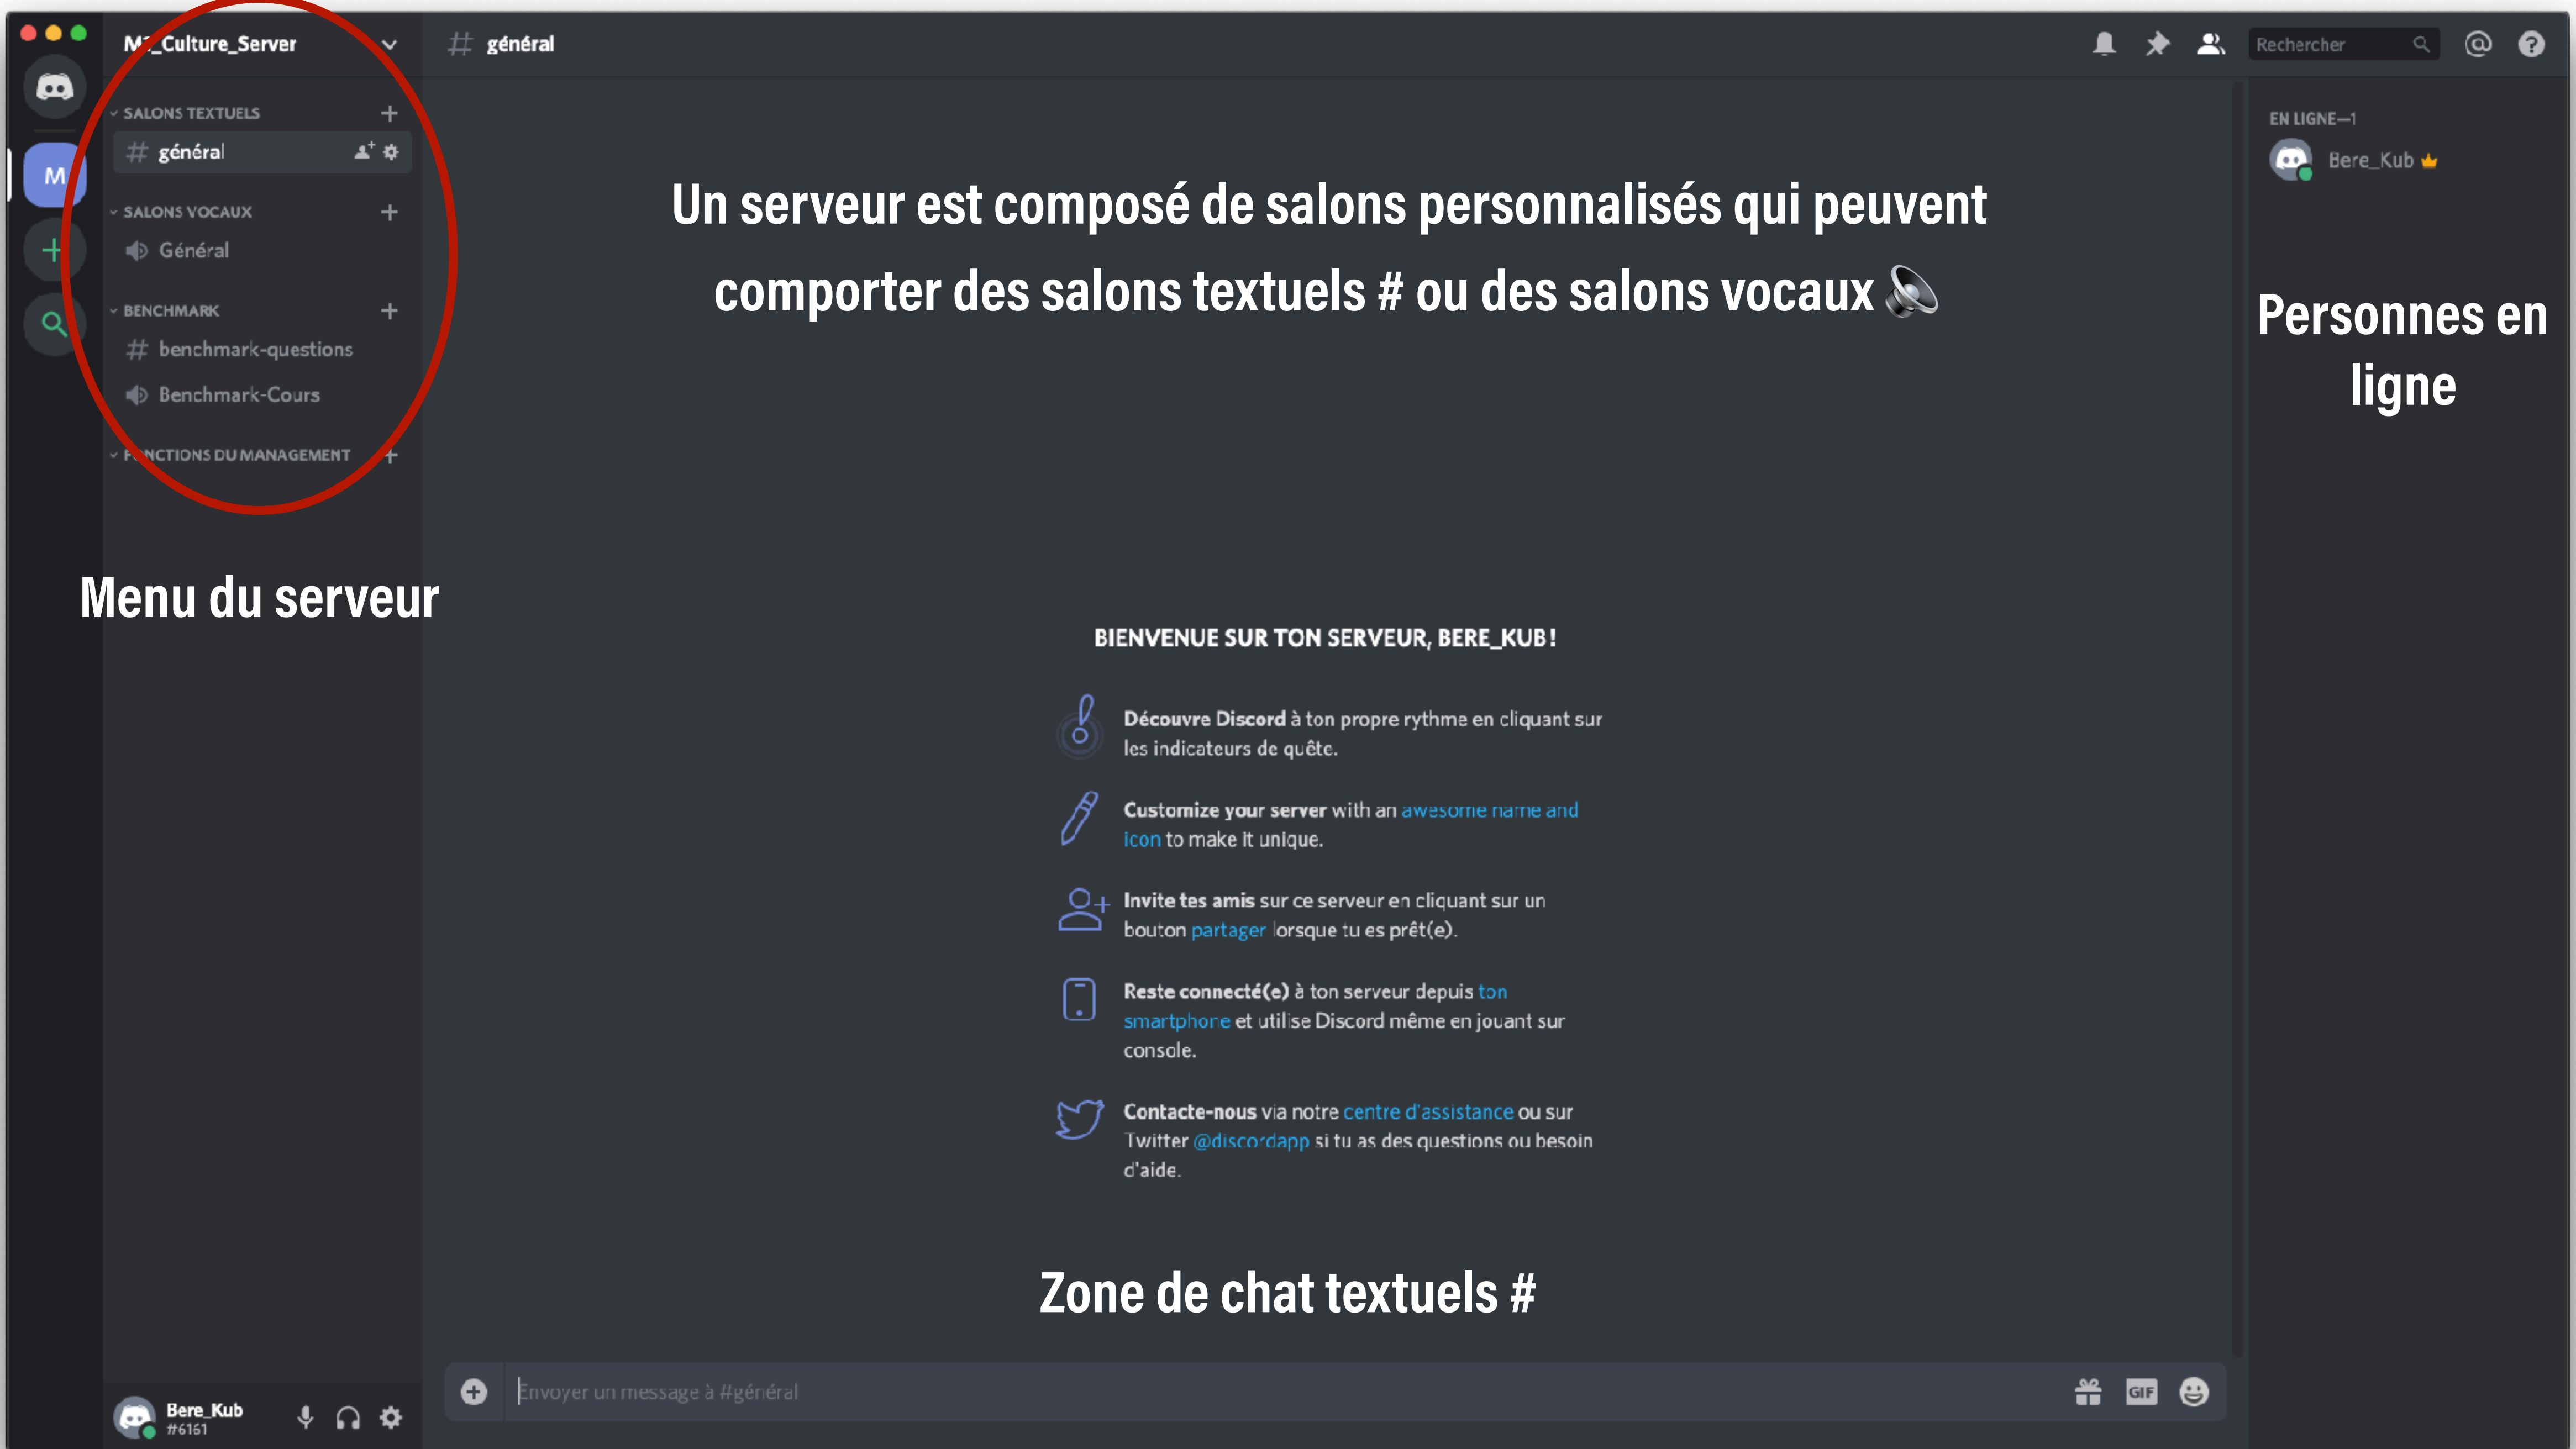 M1_Culture_Server
SALONS TEXTUELS
# général
SALONS VOCAUX
Général
BENCHMARK
# benchmark-questions
Benchmark-Cours
FONCTIONS DU MANAGEMENT
M
Menu du serveur
Bere_Kub
#6161
# général
Rechercher
Un serveur est composé de salons personnalisés qui peuvent
comporter des salons textuels # ou des salons vocaux
BIENVENUE SUR TON SERVEUR, BERE_KUB!
Découvre Discord à ton propre rythme en cliquant sur
les indicateurs de quête.
Customize your server with an awesome name and
icon to make it unique.
Invite tes amis sur ce serveur en cliquant sur un
bouton partager lorsque tu es prêt(e).
Reste connecté(e) à ton serveur depuis ton
smartphone et utilise Discord même en jouant sur
console.
Contacte-nous via notre centre d'assistance ou sur
Twitter @discordapp si tu as des questions ou besoin
d'aide.
Zone de chat textuels #
Envoyer un message à #général
GIF
EN LIGNE—1
Bere_Kub
Personnes en
ligne